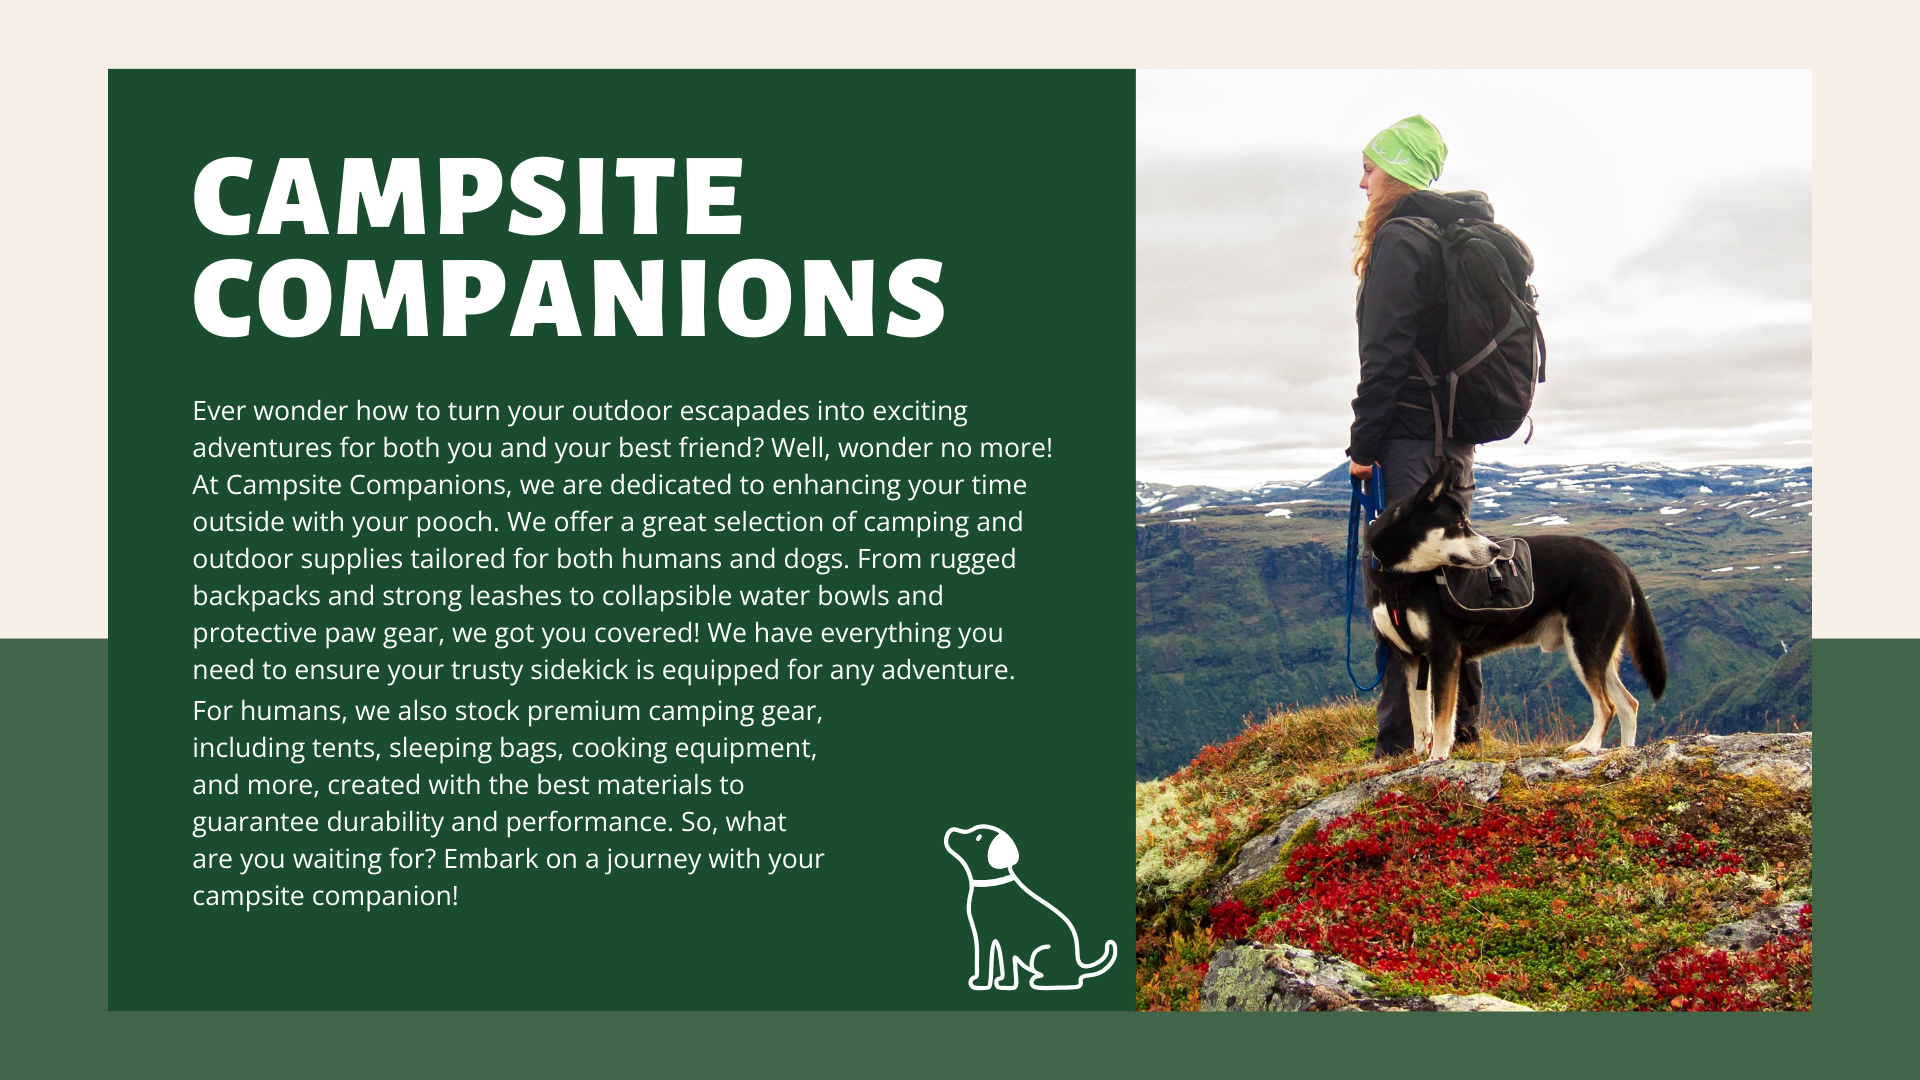 CAMPSITE
COMPANIONS
Ever wonder how to turn your outdoor escapades into exciting
adventures for both you and your best friend? Well, wonder no more!
At Campsite Companions, we are dedicated to enhancing your time
outside with your pooch. We offer a great selection of camping and
outdoor supplies tailored for both humans and dogs. From rugged
backpacks and strong leashes to collapsible water bowls and
protective paw gear, we got you covered! We have everything you
need to ensure your trusty sidekick is equipped for any adventure.
For humans, we also stock premium camping gear,
including tents, sleeping bags, cooking equipment,
and more, created with the best materials to
guarantee durability and performance. So, what
are you waiting for? Embark on a journey with your
campsite companion!